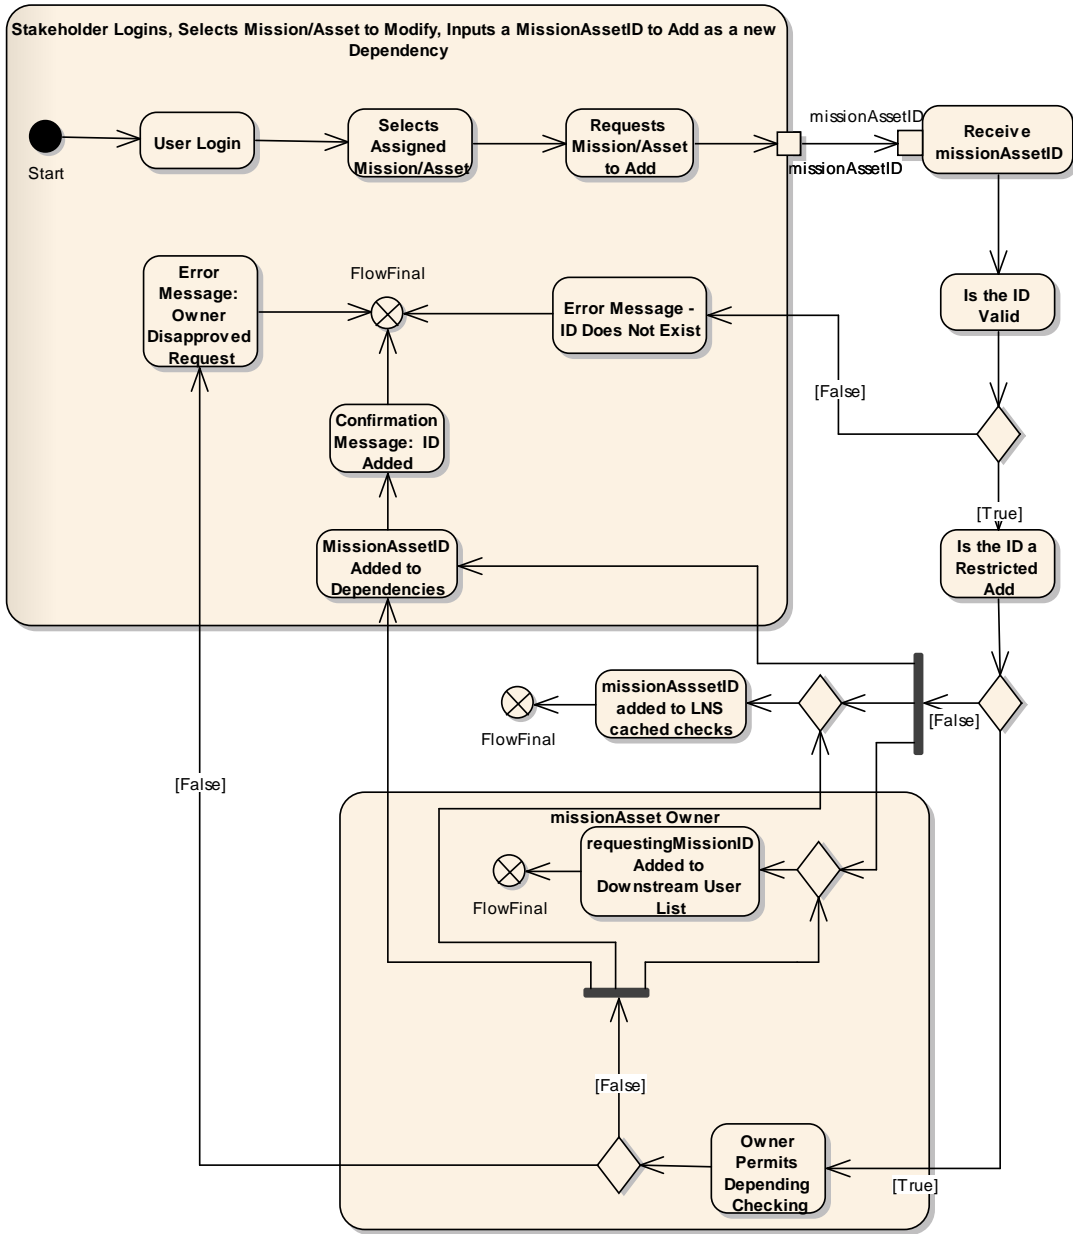 Stakeholder Logins, Selects Mission/Asset to Modify, Inputs a MissionAssetID to Add as a new
Dependency
Start
User Login
Selects
Assigned
Mission/Asset
Requests
Mission/Asset
to Add
missionAssetID
missionAssetID
Receive
missionAssetID
Error
Message:
Owner
Disapproved
Request
FlowFinal
Error Message -
ID Does Not Exist
Is the ID
Valid
[False]
Confirmation
Message: ID
Added
[True]
MissionAssetID
Added to
Dependencies
Is the ID a
Restricted
Add
missionAsssetID
added to LNS
cached checks
FlowFinal
[False]
[False]
missionAsset Owner
requestingMissionID
Added to
Downstream User
List
FlowFinal
[False]
Owner
Permits
Depending
Checking
[True]